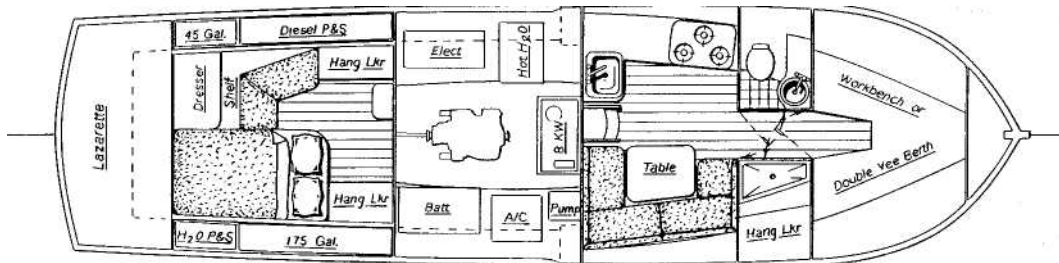 45 Gal.
Diesel P&S
Hang Lkr
Elect
Hot H2O
Dresser
Shelf
Lazarette
8 KW
Workbench or
Double Vee Berth
Table
Hang Lkr
Batt
A/C
Pump
H2O P&S
175 Gal.
Hang Lkr